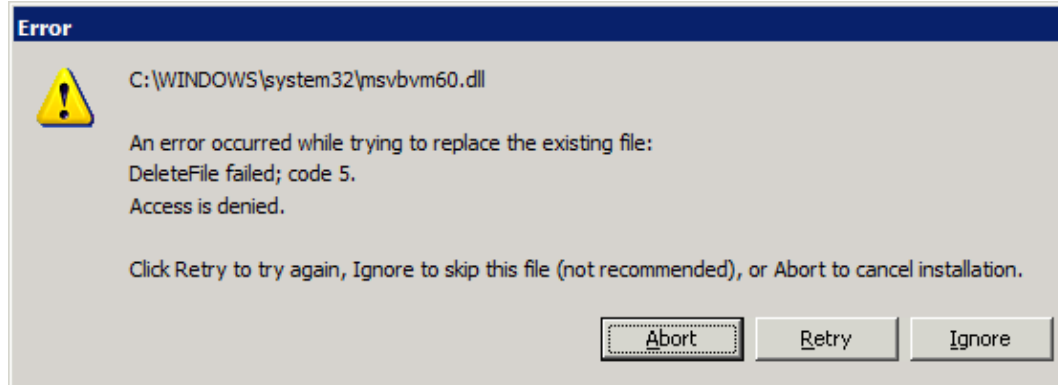 Error
C:\WINDOWS\system32\msvbvm60.dll
An error occurred while trying to replace the existing file:
DeleteFile failed; code 5.
Access is denied.
Click Retry to try again, Ignore to skip this file (not recommended), or Abort to cancel installation.
Abort Retry Ignore